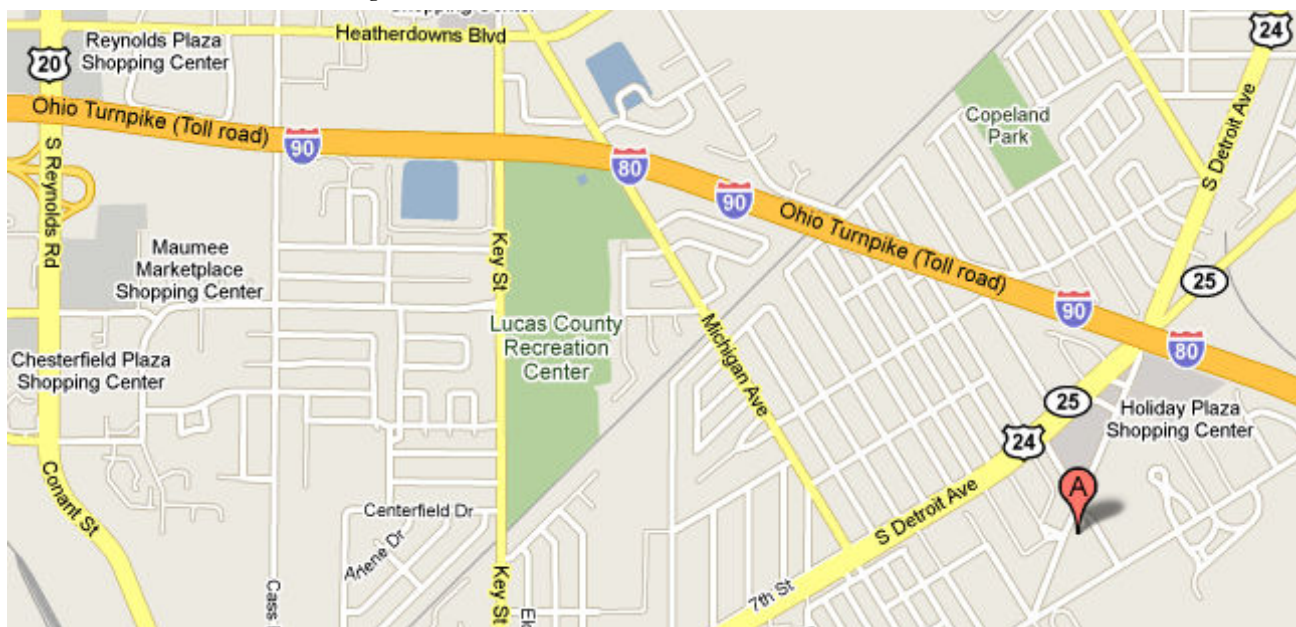 Shopping Center
Heatherdowns Blvd
24
Reynolds Plaza
Shopping Center
20
Ohio Turnpike (Toll road)
90
80
90
Copeland
Park
S Detroit Ave
S Reynolds Rd
Ohio Turnpike (Toll road)
Maumee
Marketplace
Shopping Center
Key St
25
90
80
Lucas County
Recreation
Center
Michigan Ave
Chesterfield Plaza
Shopping Center
25
24
Holiday Plaza
Shopping Center
A
Conant St
Centerfield Dr
Arlene Dr
S Detroit Ave
Key St
Cass
7th St